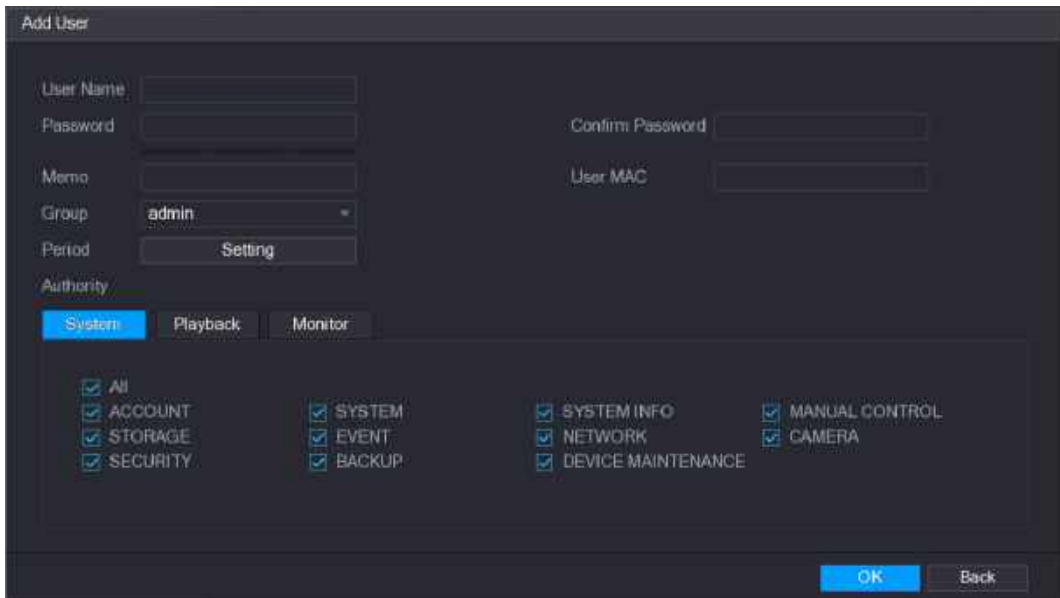 Add User
User Name
Password Confirm Password
Memo User MAC
Group admin
Period Setting
Authority
System Playback Monitor
All
ACCOUNT SYSTEM SYSTEM INFO MANUAL CONTROL
STORAGE EVENT NETWORK CAMERA
SECURITY BACKUP DEVICE MAINTENANCE
OK Back